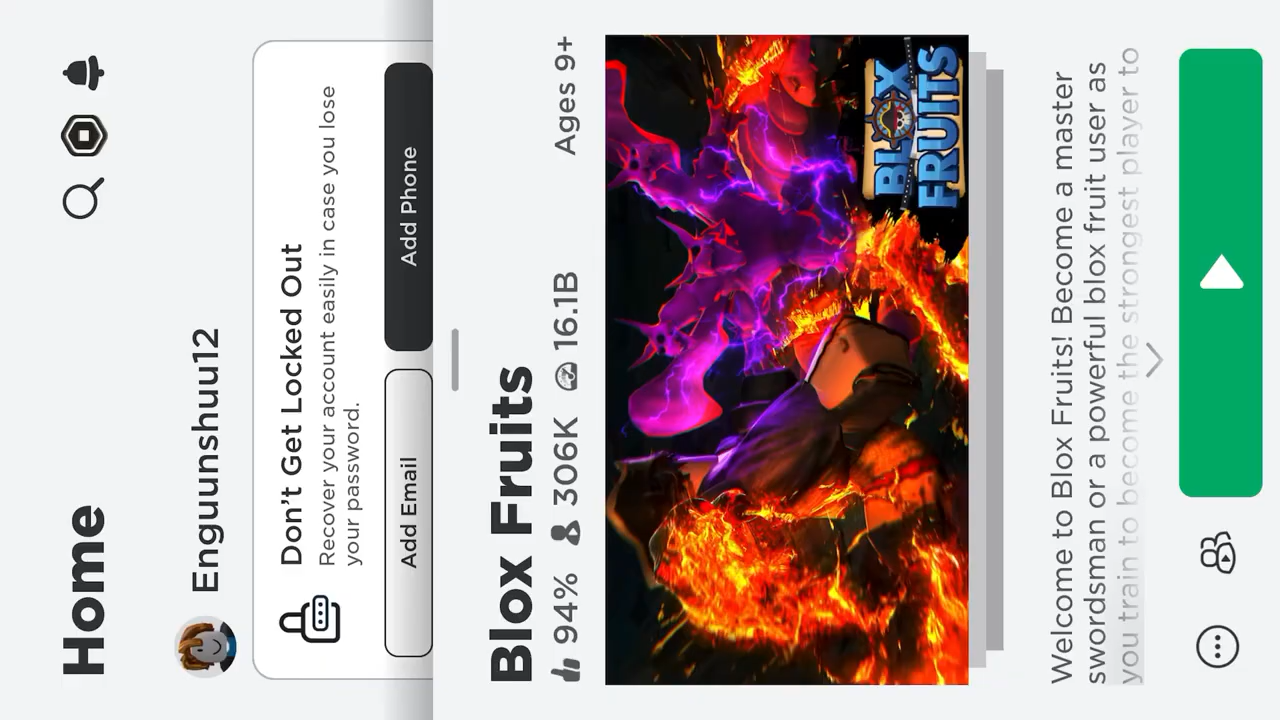 Home
Enguunshuu12
Don't Get Locked Out
Recover your account easily in case you lose
your password.
Add Email
Add Phone
Blox Fruits
94% 306K 16.1B Ages 9+
BLOX
FRUITS
Welcome to Blox Fruits! Become a master
swordsman or a powerful blox fruit user as
you train to become the strongest player to